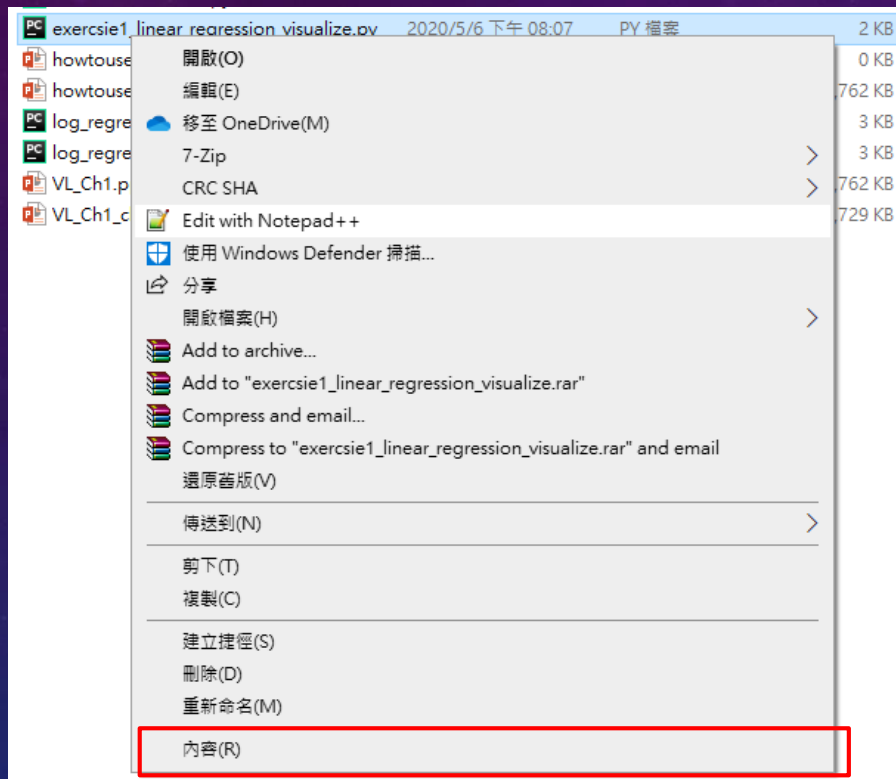 exercsie1_linear_regression_visualize.py 2020/5/6 下午 08:07 PY 檔案 2 KB
howtouse 0 KB
howtouse ,762 KB
log_regre 3 KB
log_regre 3 KB
VL_Ch1.p ,762 KB
VL_Ch1_c ,729 KB
開啟(O)
編輯(E)
移至 OneDrive(M)
7-Zip
CRC SHA
Edit with Notepad++
使用 Windows Defender 掃描...
分享
開啟檔案(H)
Add to archive...
Add to "exercsie1_linear_regression_visualize.rar"
Compress and email...
Compress to "exercsie1_linear_regression_visualize.rar" and email
還原舊版(V)
傳送到(N)
剪下(T)
複製(C)
建立捷徑(S)
刪除(D)
重新命名(M)
內容(R)